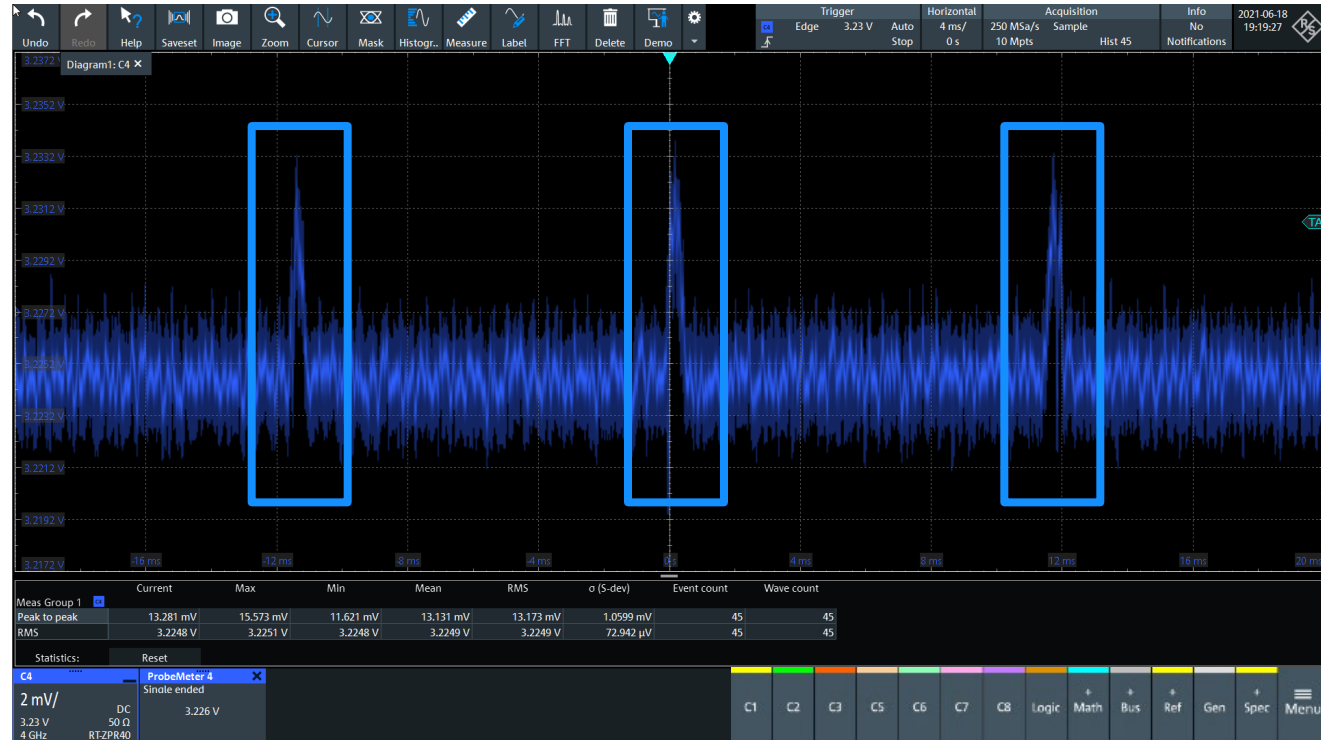 Undo Redo Help Saveset Image Zoom Cursor Mask Histogr.. Measure Label FFT Delete Demo
Trigger
C4 Edge 3.23 V Auto
Stop
Horizontal
4 ms/
0 s
Acquisition
250 MSa/s Sample
10 Mpts Hist 45
Info
No
Notifications
2021-06-18
19:19:27
R&S
Diagram1: C4 ✕
3.2372
3.2352 V
3.2332 V
3.2312 V
3.2292 V
3.2272 V
3.2252 V
3.2232 V
3.2212 V
3.2192 V
3.2172 V
TA
-16 ms -12 ms -8 ms -4 ms 0 s 4 ms 8 ms 12 ms 16 ms 20 ms
Current Max Min Mean RMS σ (S-dev) Event count Wave count
Meas Group 1 C4
Peak to peak 13.281 mV 15.573 mV 11.621 mV 13.131 mV 13.173 mV 1.0599 mV 45 45
RMS 3.2248 V 3.2251 V 3.2248 V 3.2249 V 3.2249 V 72.942 µV 45 45
Statistics: Reset
C4
2 mV/
DC
3.23 V 50 Ω
4 GHz RT-ZPR40
ProbeMeter 4 ✕
Single ended
3.226 V
C1 C2 C3 C5 C6 C7 C8 Logic Math Bus Ref Gen Spec Menu